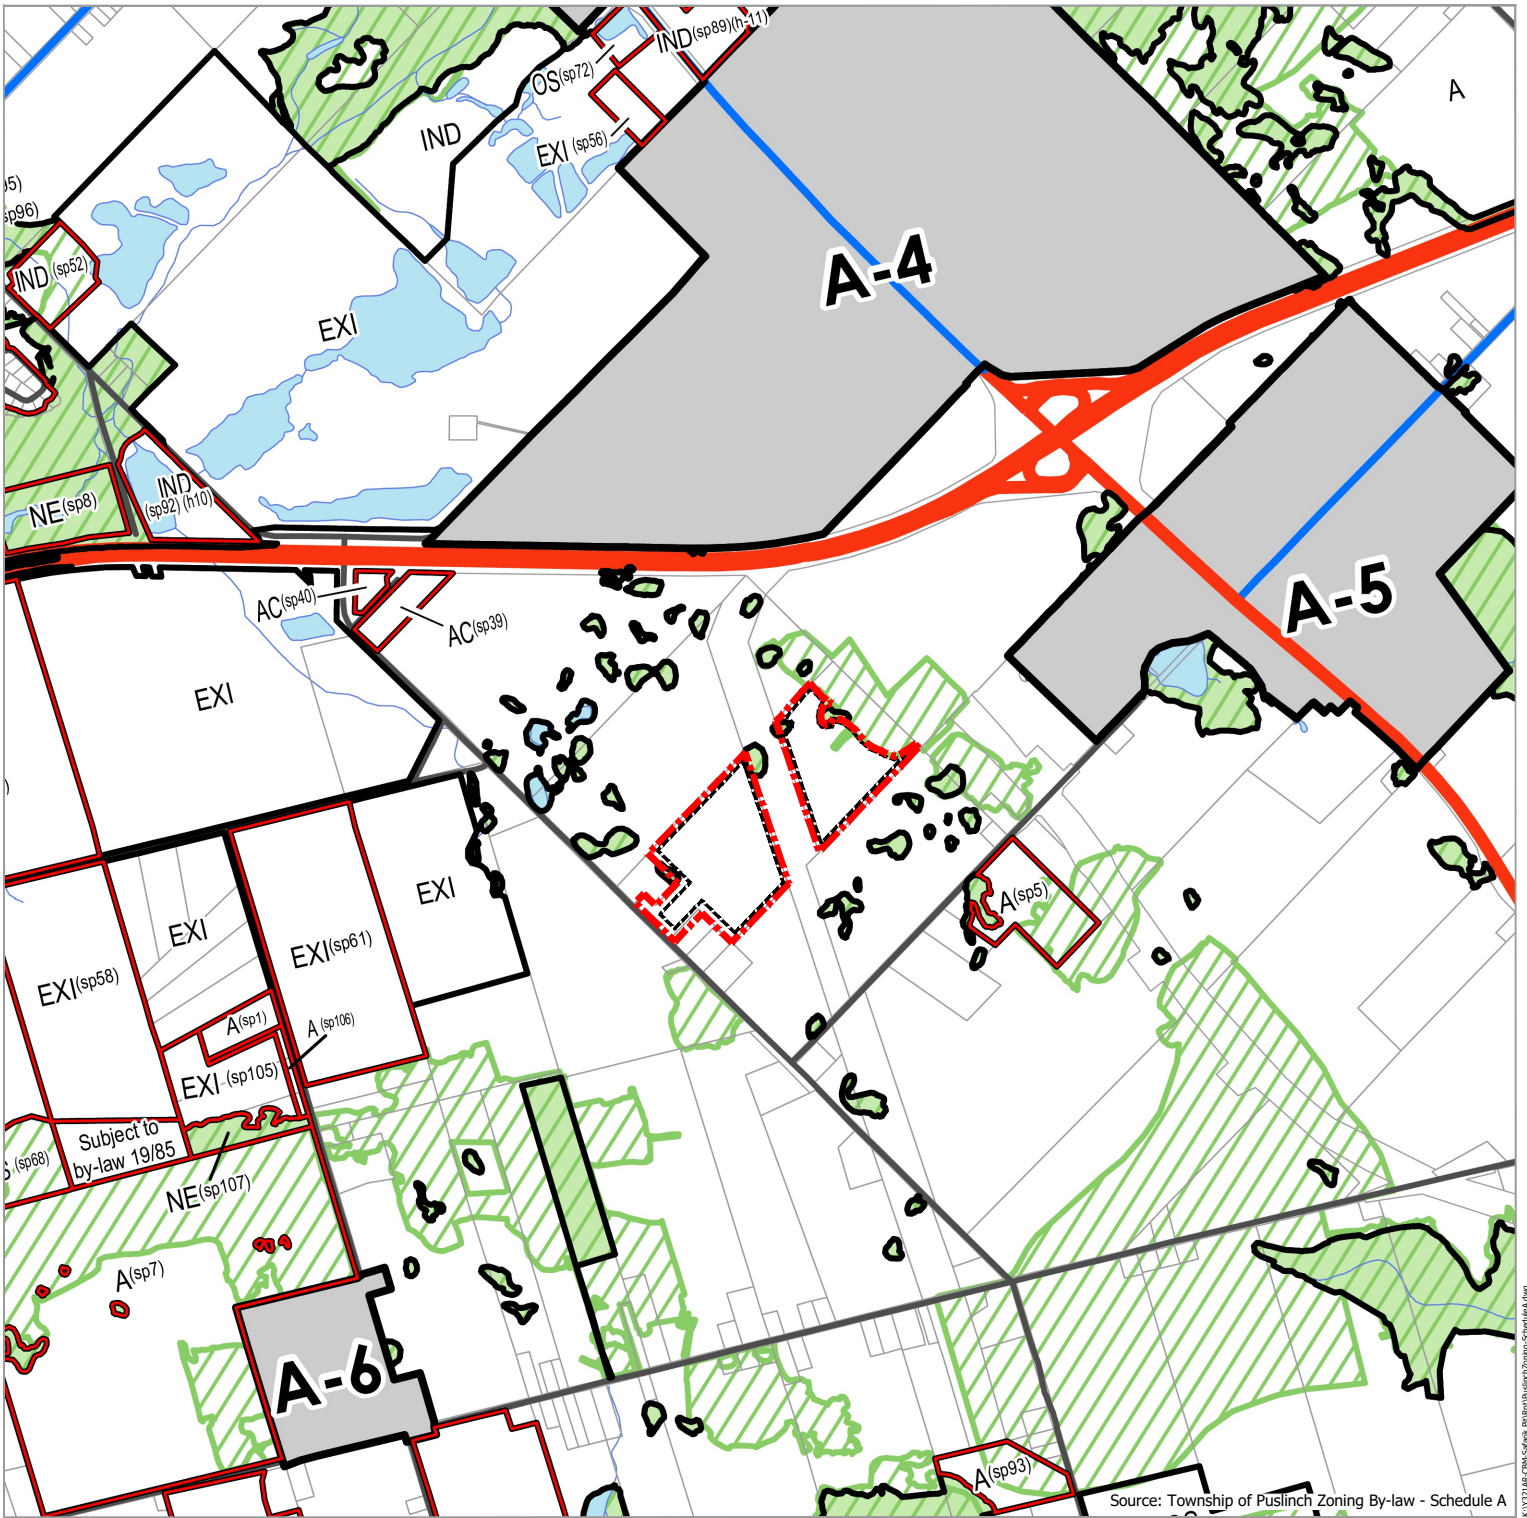 IND(sp89)(h-11)
OS(sp72)
IND
EXI (sp56)
A
A-4
sp96)
IND (sp52)
EXI
IND
(sp92) (h10)
NE(sp8)
AC(sp40)
AC(sp39)
A-5
EXI
EXI
EXI
EXI(sp61)
EXI(sp58)
A(sp5)
A(sp1)
A (sp106)
EXI (sp105)
Subject to
by-law 19/85
(sp68)
NE(sp107)
A(sp7)
A-6
A(sp93)
Source: Township of Puslinch Zoning By-law - Schedule A